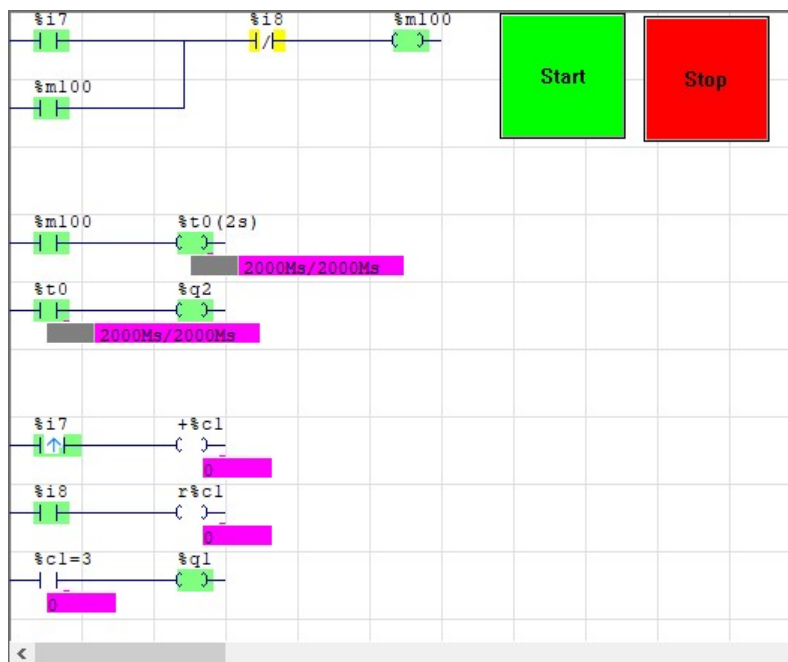 %i7 %i8 %m100
Start Stop
%m100
%m100 %t0(2s)
2000Ms/2000Ms
%t0 %q2
2000Ms/2000Ms
%i7 +%c1
0
%i8 r%c1
0
%c1=3 %q1
0